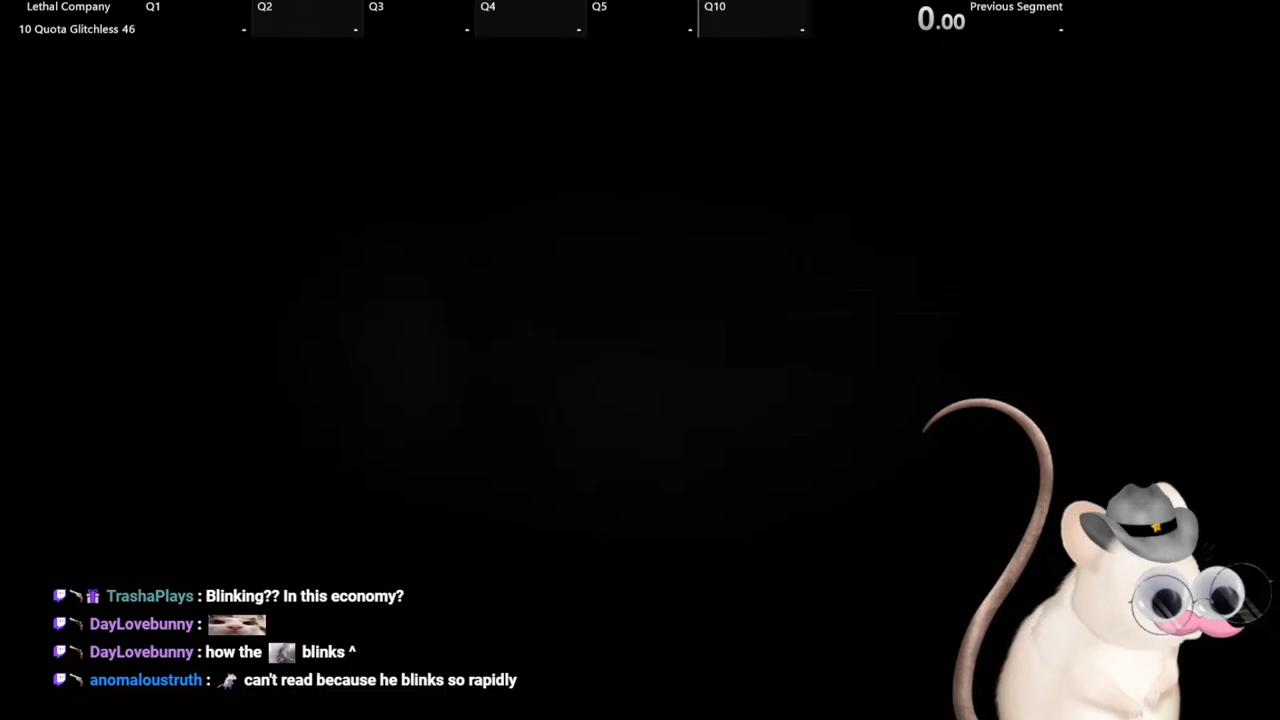 Lethal Company
10 Quota Glitchless 46
Q1
-
Q2
-
Q3
-
Q4
-
Q5
-
Q10
-
0.00
Previous Segment
-
TrashaPlays : Blinking?? In this economy?
DayLovebunny :
DayLovebunny : how the blinks ^
anomaloustruth : can't read because he blinks so rapidly